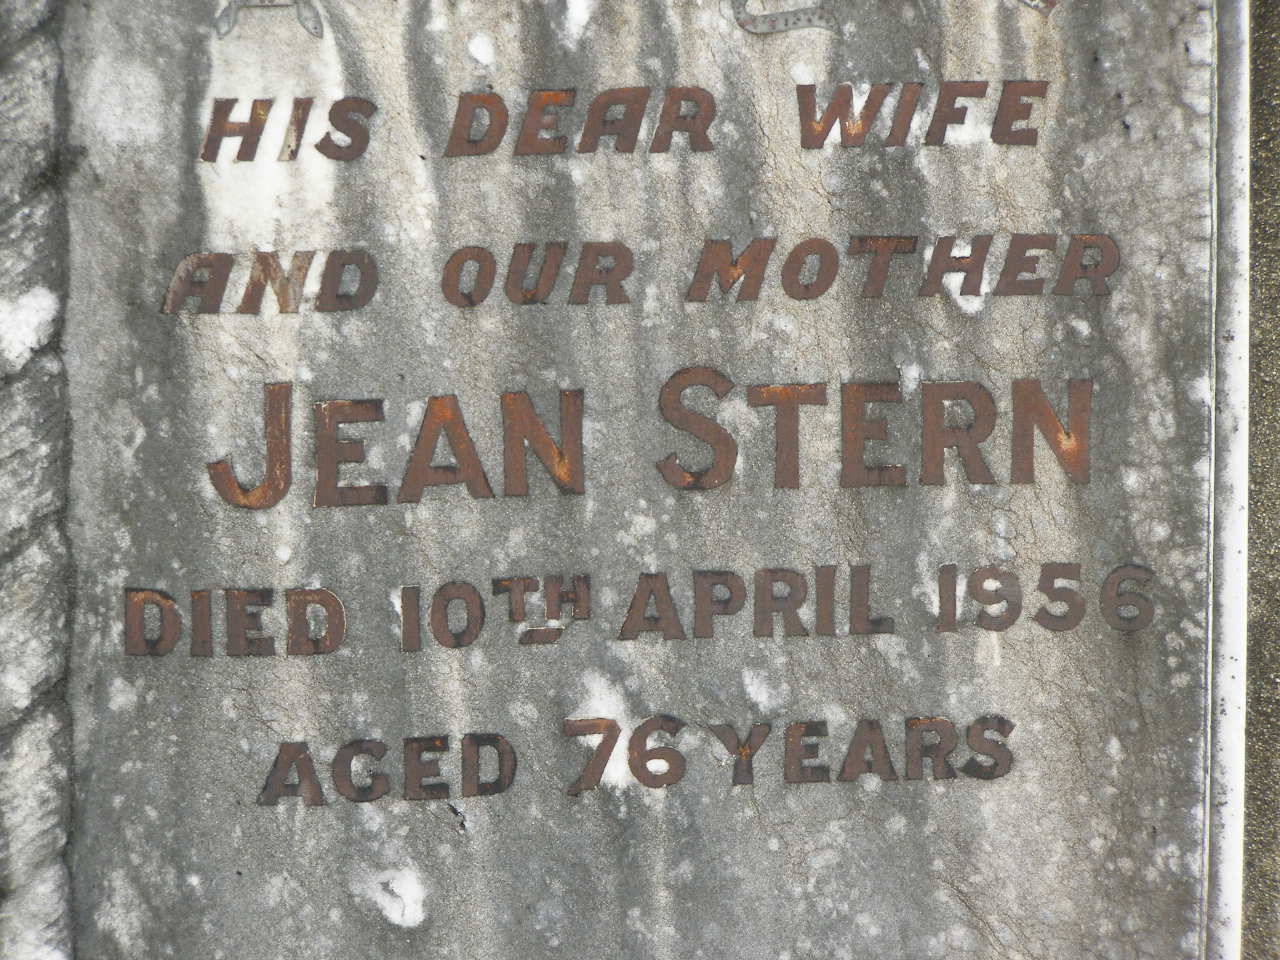 HIS DEAR WIFE
AND OUR MOTHER
JEAN STERN
DIED 10TH APRIL 1956
AGED 76 YEARS